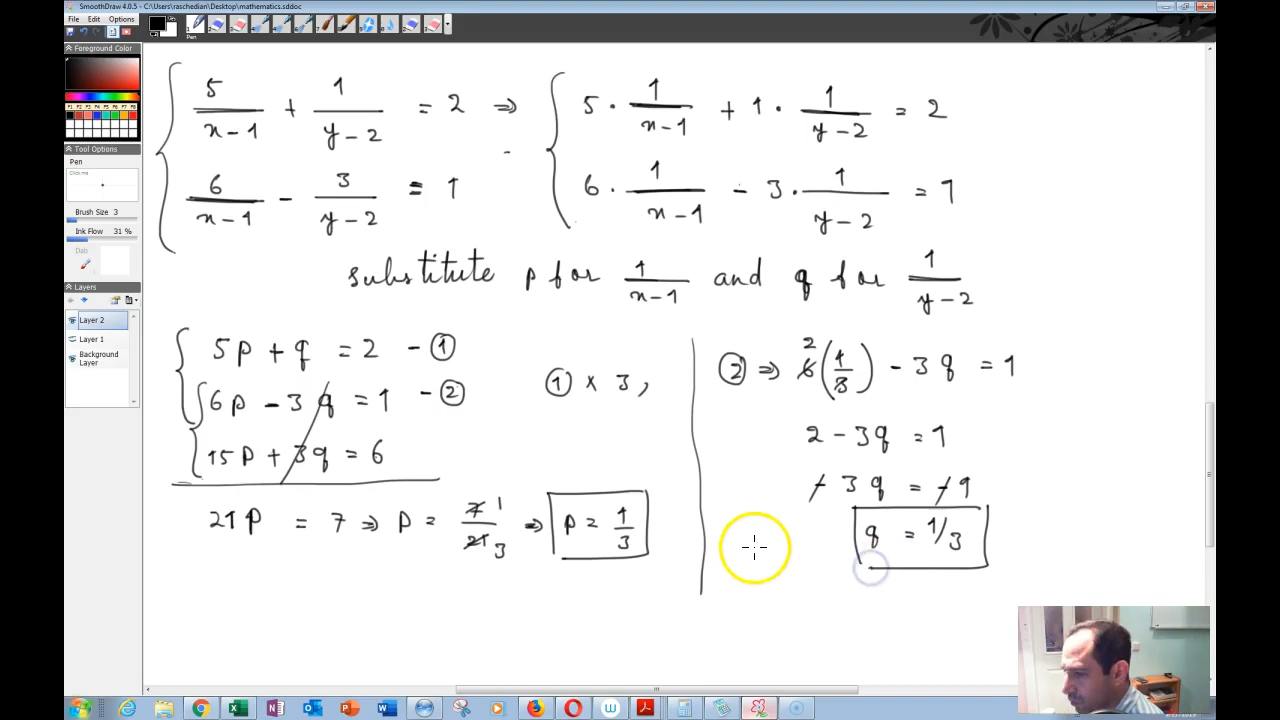 SmoothDraw 4.0.5 - C:\Users\raschedian\Desktop\mathematics.sddoc
File Edit Options
Pen
Foreground Color
Tool Options
Pen
Click me
Brush Size 3
Ink Flow 31 %
Dab
Layers
Layer 2
Layer 1
Background Layer
5/(x-1) + 1/(y-2) = 2 ⇒ 5 · 1/(x-1) + 1 · 1/(y-2) = 2
6/(x-1) - 3/(y-2) = 1 6 · 1/(x-1) - 3 · 1/(y-2) = 1
substitute p for 1/(x-1) and q for 1/(y-2)
5p + q = 2 - ①
6p - 3q = 1 - ②
① × 3,
15p + 3q = 6
21p = 7 ⇒ p = 7/21 1/3 ⇒ p = 1/3
② ⇒ 6 2 (1/3) - 3q = 1
2 - 3q = 1
-3q = -1
q = 1/3